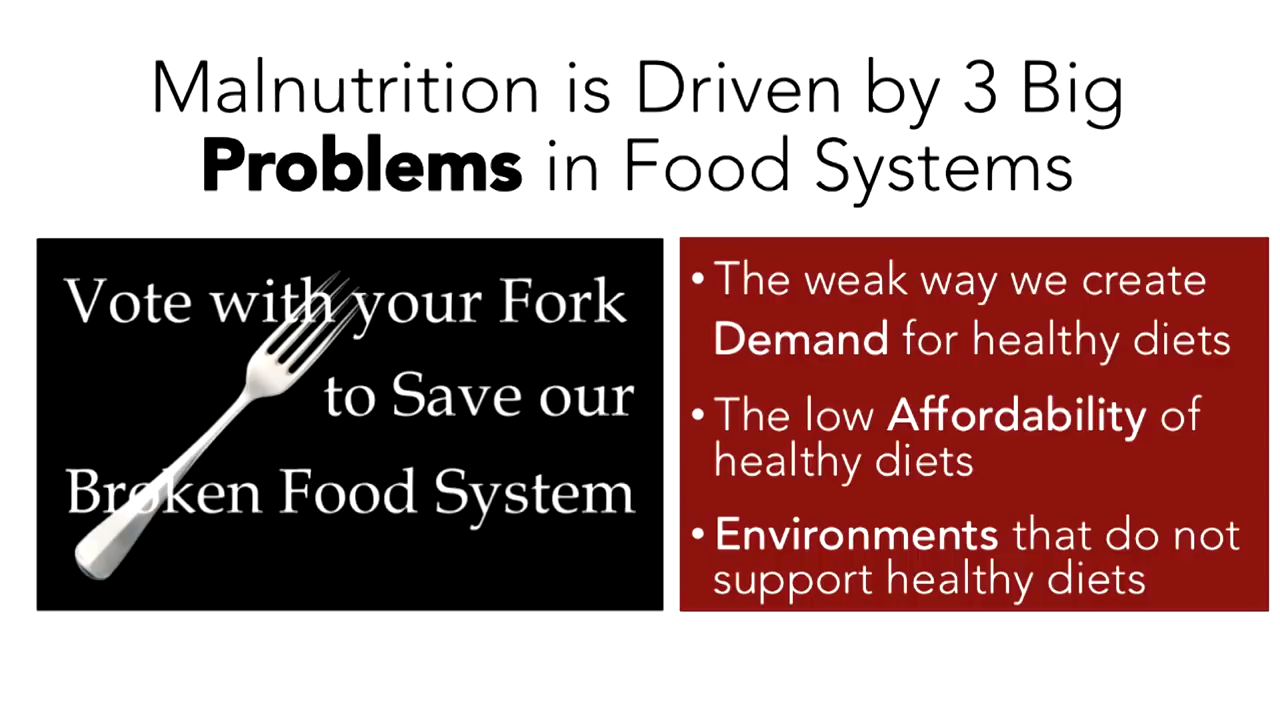 Malnutrition is Driven by 3 Big
Problems in Food Systems
Vote with your Fork
to Save our
Broken Food System
• The weak way we create
Demand for healthy diets
• The low Affordability of
healthy diets
• Environments that do not
support healthy diets